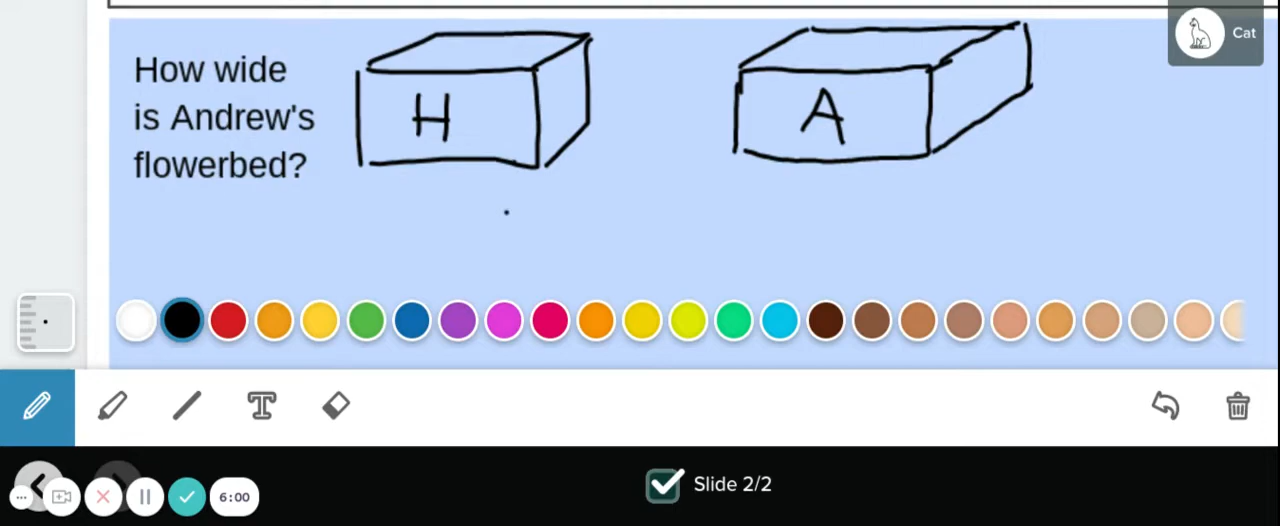 How wide
is Andrew's
flowerbed?
H
A
Cat
T
Slide 2/2
6:00